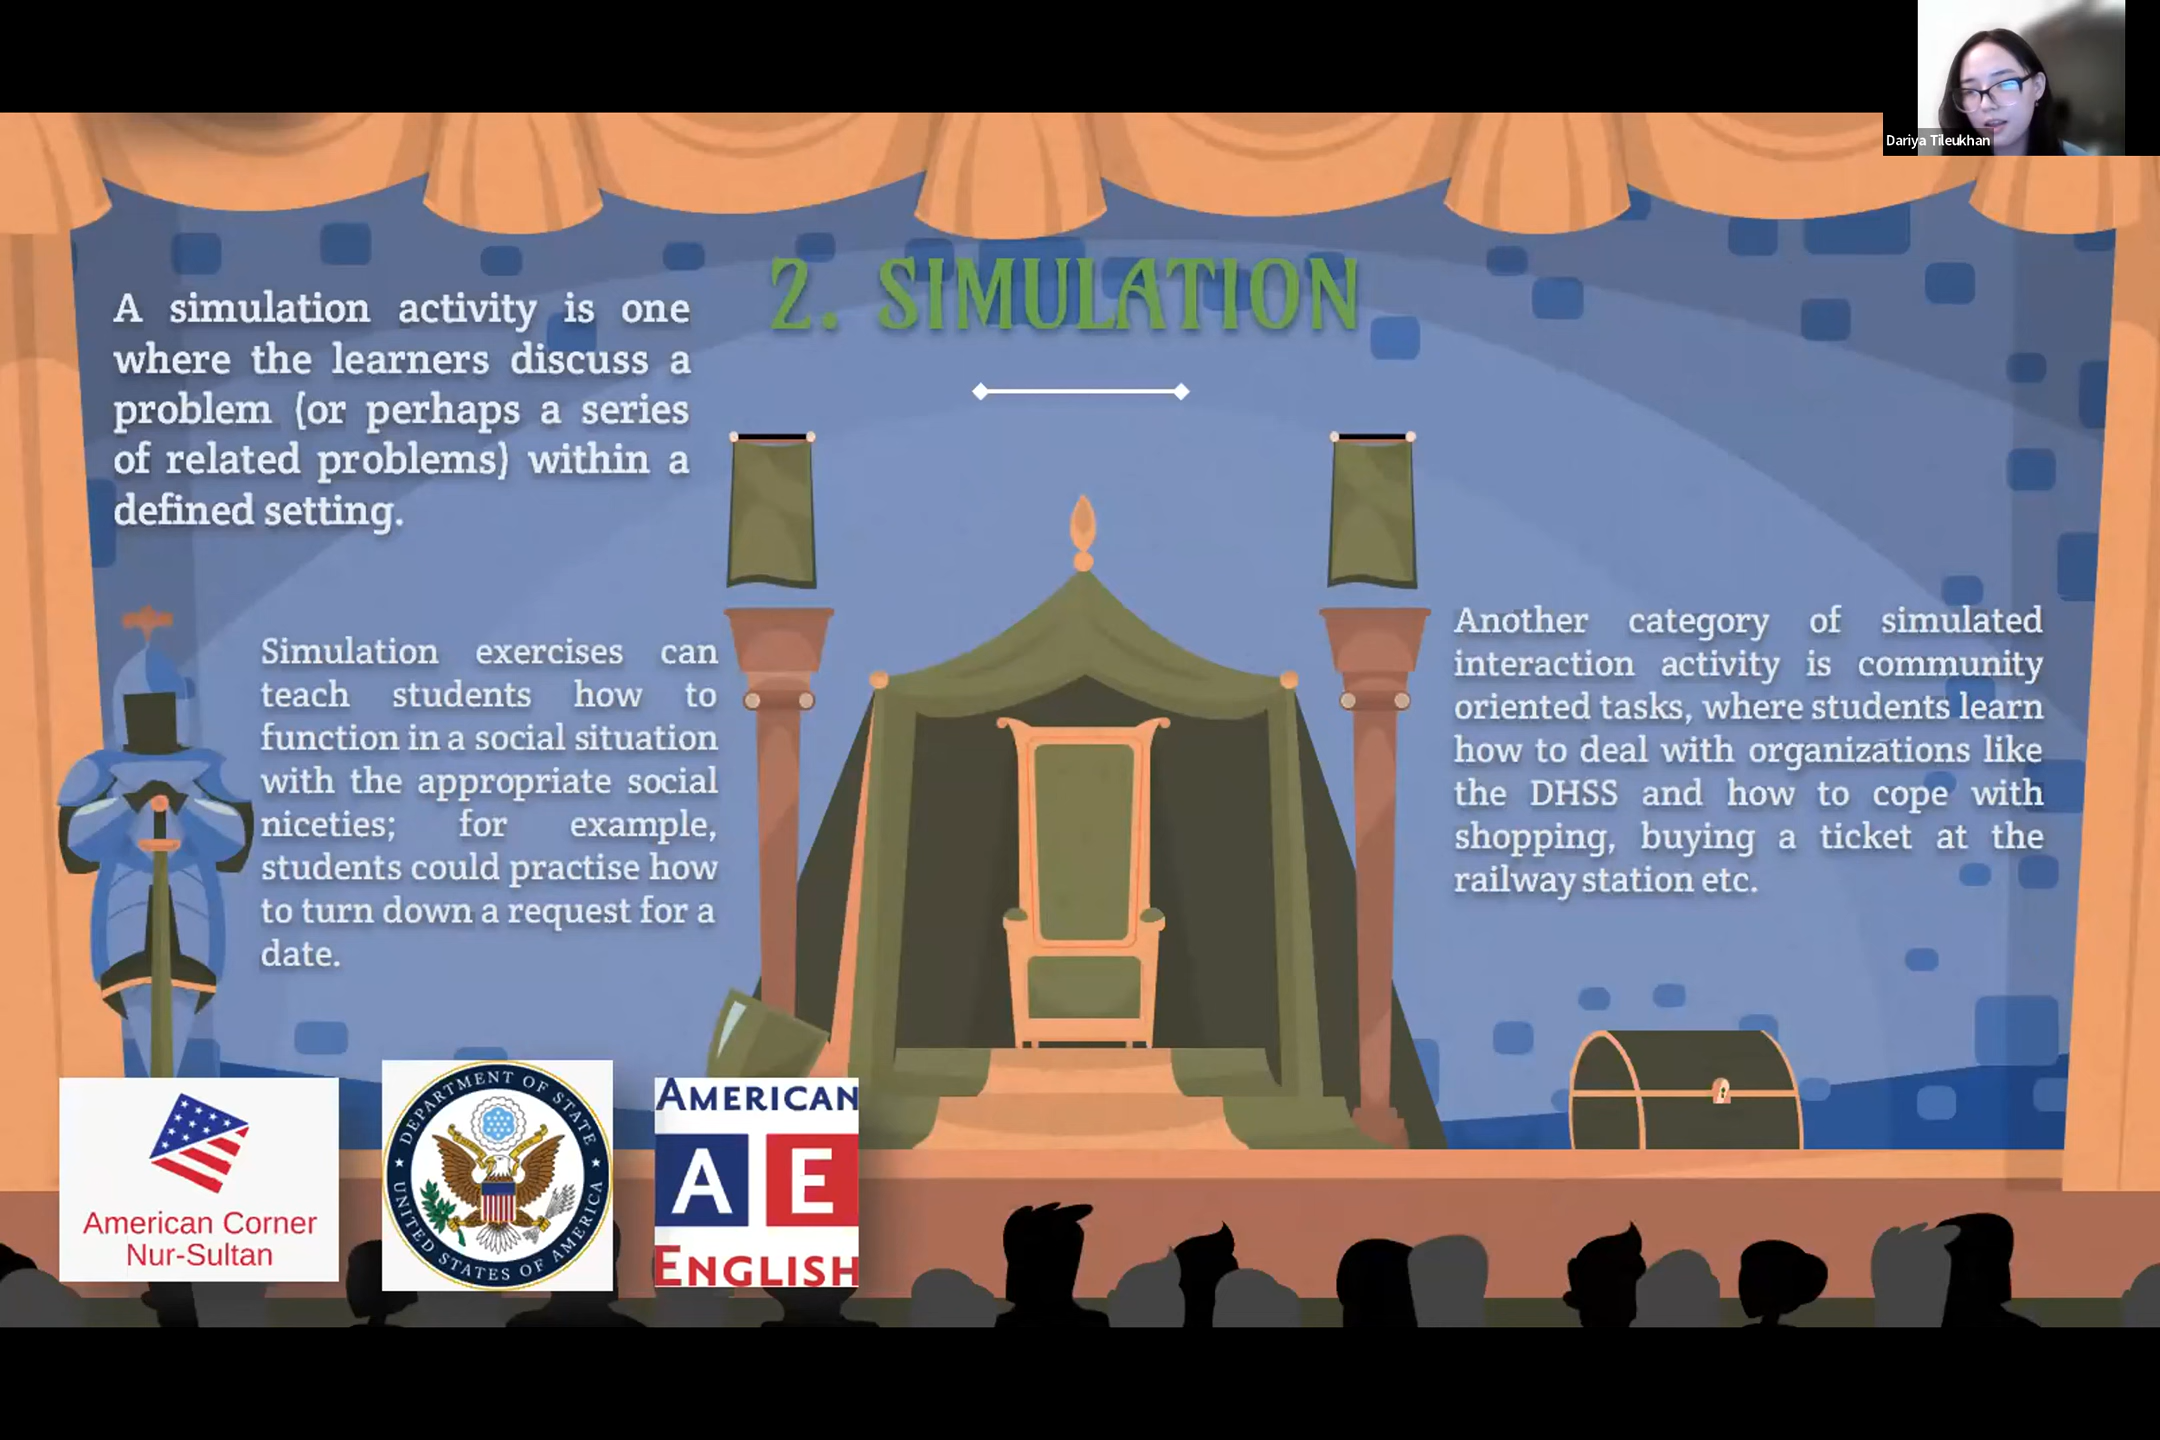 Dariya Tileukhan
2. SIMULATION
A simulation activity is one
where the learners discuss a
problem (or perhaps a series
of related problems) within a
defined setting.
Simulation exercises can
teach students how to
function in a social situation
with the appropriate social
niceties; for example,
students could practise how
to turn down a request for a
date.
Another category of simulated
interaction activity is community
oriented tasks, where students learn
how to deal with organizations like
the DHSS and how to cope with
shopping, buying a ticket at the
railway station etc.
American Corner
Nur-Sultan
DEPARTMENT OF STATE
UNITED STATES OF AMERICA
AMERICAN
A E
ENGLISH